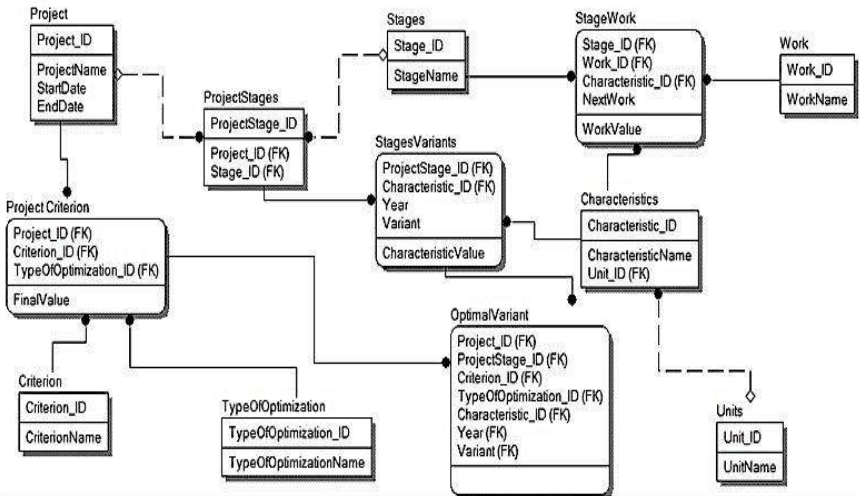 Project
Project_ID
ProjectName
StartDate
EndDate
ProjectStages
ProjectStage_ID
Project_ID (FK)
Stage_ID (FK)
Stages
Stage_ID
StageName
StageWork
Stage_ID (FK)
Work_ID (FK)
Characteristic_ID (FK)
NextWork
WorkValue
Work
Work_ID
WorkName
StagesVariants
ProjectStage_ID (FK)
Characteristic_ID (FK)
Year
Variant
CharacteristicValue
Characteristics
Characteristic_ID
CharacteristicName
Unit_ID (FK)
Project Criterion
Project_ID (FK)
Criterion_ID (FK)
TypeOfOptimization_ID (FK)
FinalValue
OptimalVariant
Project_ID (FK)
ProjectStage_ID (FK)
Criterion_ID (FK)
TypeOfOptimization_ID (FK)
Characteristic_ID (FK)
Year (FK)
Variant (FK)
Criterion
Criterion_ID
CriterionName
TypeOfOptimization
TypeOfOptimization_ID
TypeOfOptimizationName
Units
Unit_ID
UnitName